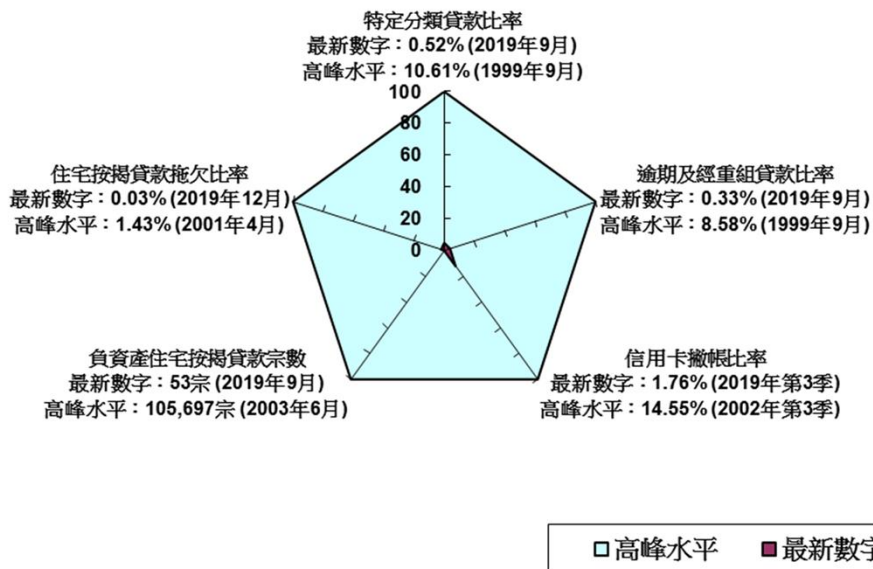 特定分類貸款比率
最新數字：0.52% (2019年9月)
高峰水平：10.61% (1999年9月)
100
80
60
40
20
0
住宅按揭貸款拖欠比率
最新數字：0.03% (2019年12月)
高峰水平：1.43% (2001年4月)
逾期及經重組貸款比率
最新數字：0.33% (2019年9月)
高峰水平：8.58% (1999年9月)
負資產住宅按揭貸款宗數
最新數字：53宗 (2019年9月)
高峰水平：105,697宗 (2003年6月)
信用卡撇帳比率
最新數字：1.76% (2019年第3季)
高峰水平：14.55% (2002年第3季)
高峰水平
最新數字